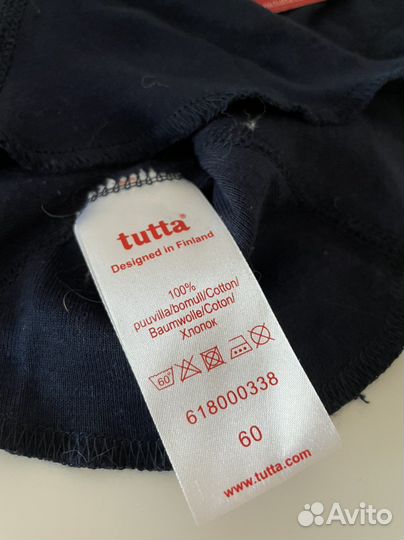 tutta®
Designed in Finland
100%
puuvilla/bomull/Cotton/
Baumwolle/Coton/
Хлопок
60°
618000338
60
www.tutta.com
Avito